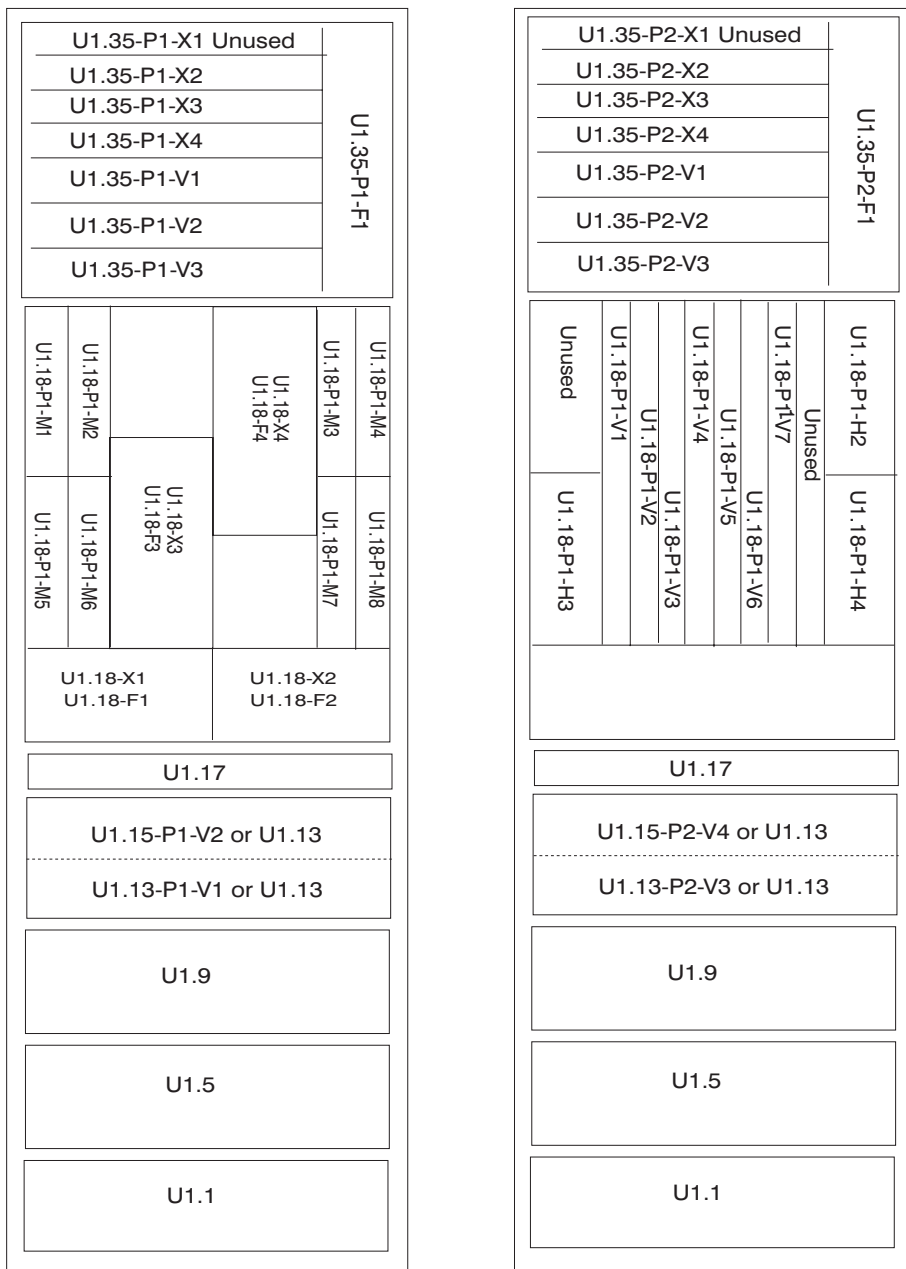 U1.35-P1-X1 Unused
U1.35-P1-X2
U1.35-P1-X3
U1.35-P1-X4
U1.35-P1-V1
U1.35-P1-V2
U1.35-P1-V3
U1.35-P1-F1
U1.18-P1-M1
U1.18-P1-M2
U1.18-X4
U1.18-F4
U1.18-P1-M3
U1.18-P1-M4
U1.18-P1-M5
U1.18-P1-M6
U1.18-X3
U1.18-F3
U1.18-P1-M7
U1.18-P1-M8
U1.18-X1
U1.18-F1
U1.18-X2
U1.18-F2
U1.17
U1.15-P1-V2 or U1.13
U1.13-P1-V1 or U1.13
U1.9
U1.5
U1.1
U1.35-P2-X1 Unused
U1.35-P2-X2
U1.35-P2-X3
U1.35-P2-X4
U1.35-P2-V1
U1.35-P2-V2
U1.35-P2-V3
U1.35-P2-F1
Unused
U1.18-P1-V1
U1.18-P1-V2
U1.18-P1-V3
U1.18-P1-V4
U1.18-P1-V5
U1.18-P1-V6
U1.18-P1-V7
Unused
U1.18-P1-H2
U1.18-P1-H3
U1.18-P1-H4
U1.17
U1.15-P2-V4 or U1.13
U1.13-P2-V3 or U1.13
U1.9
U1.5
U1.1